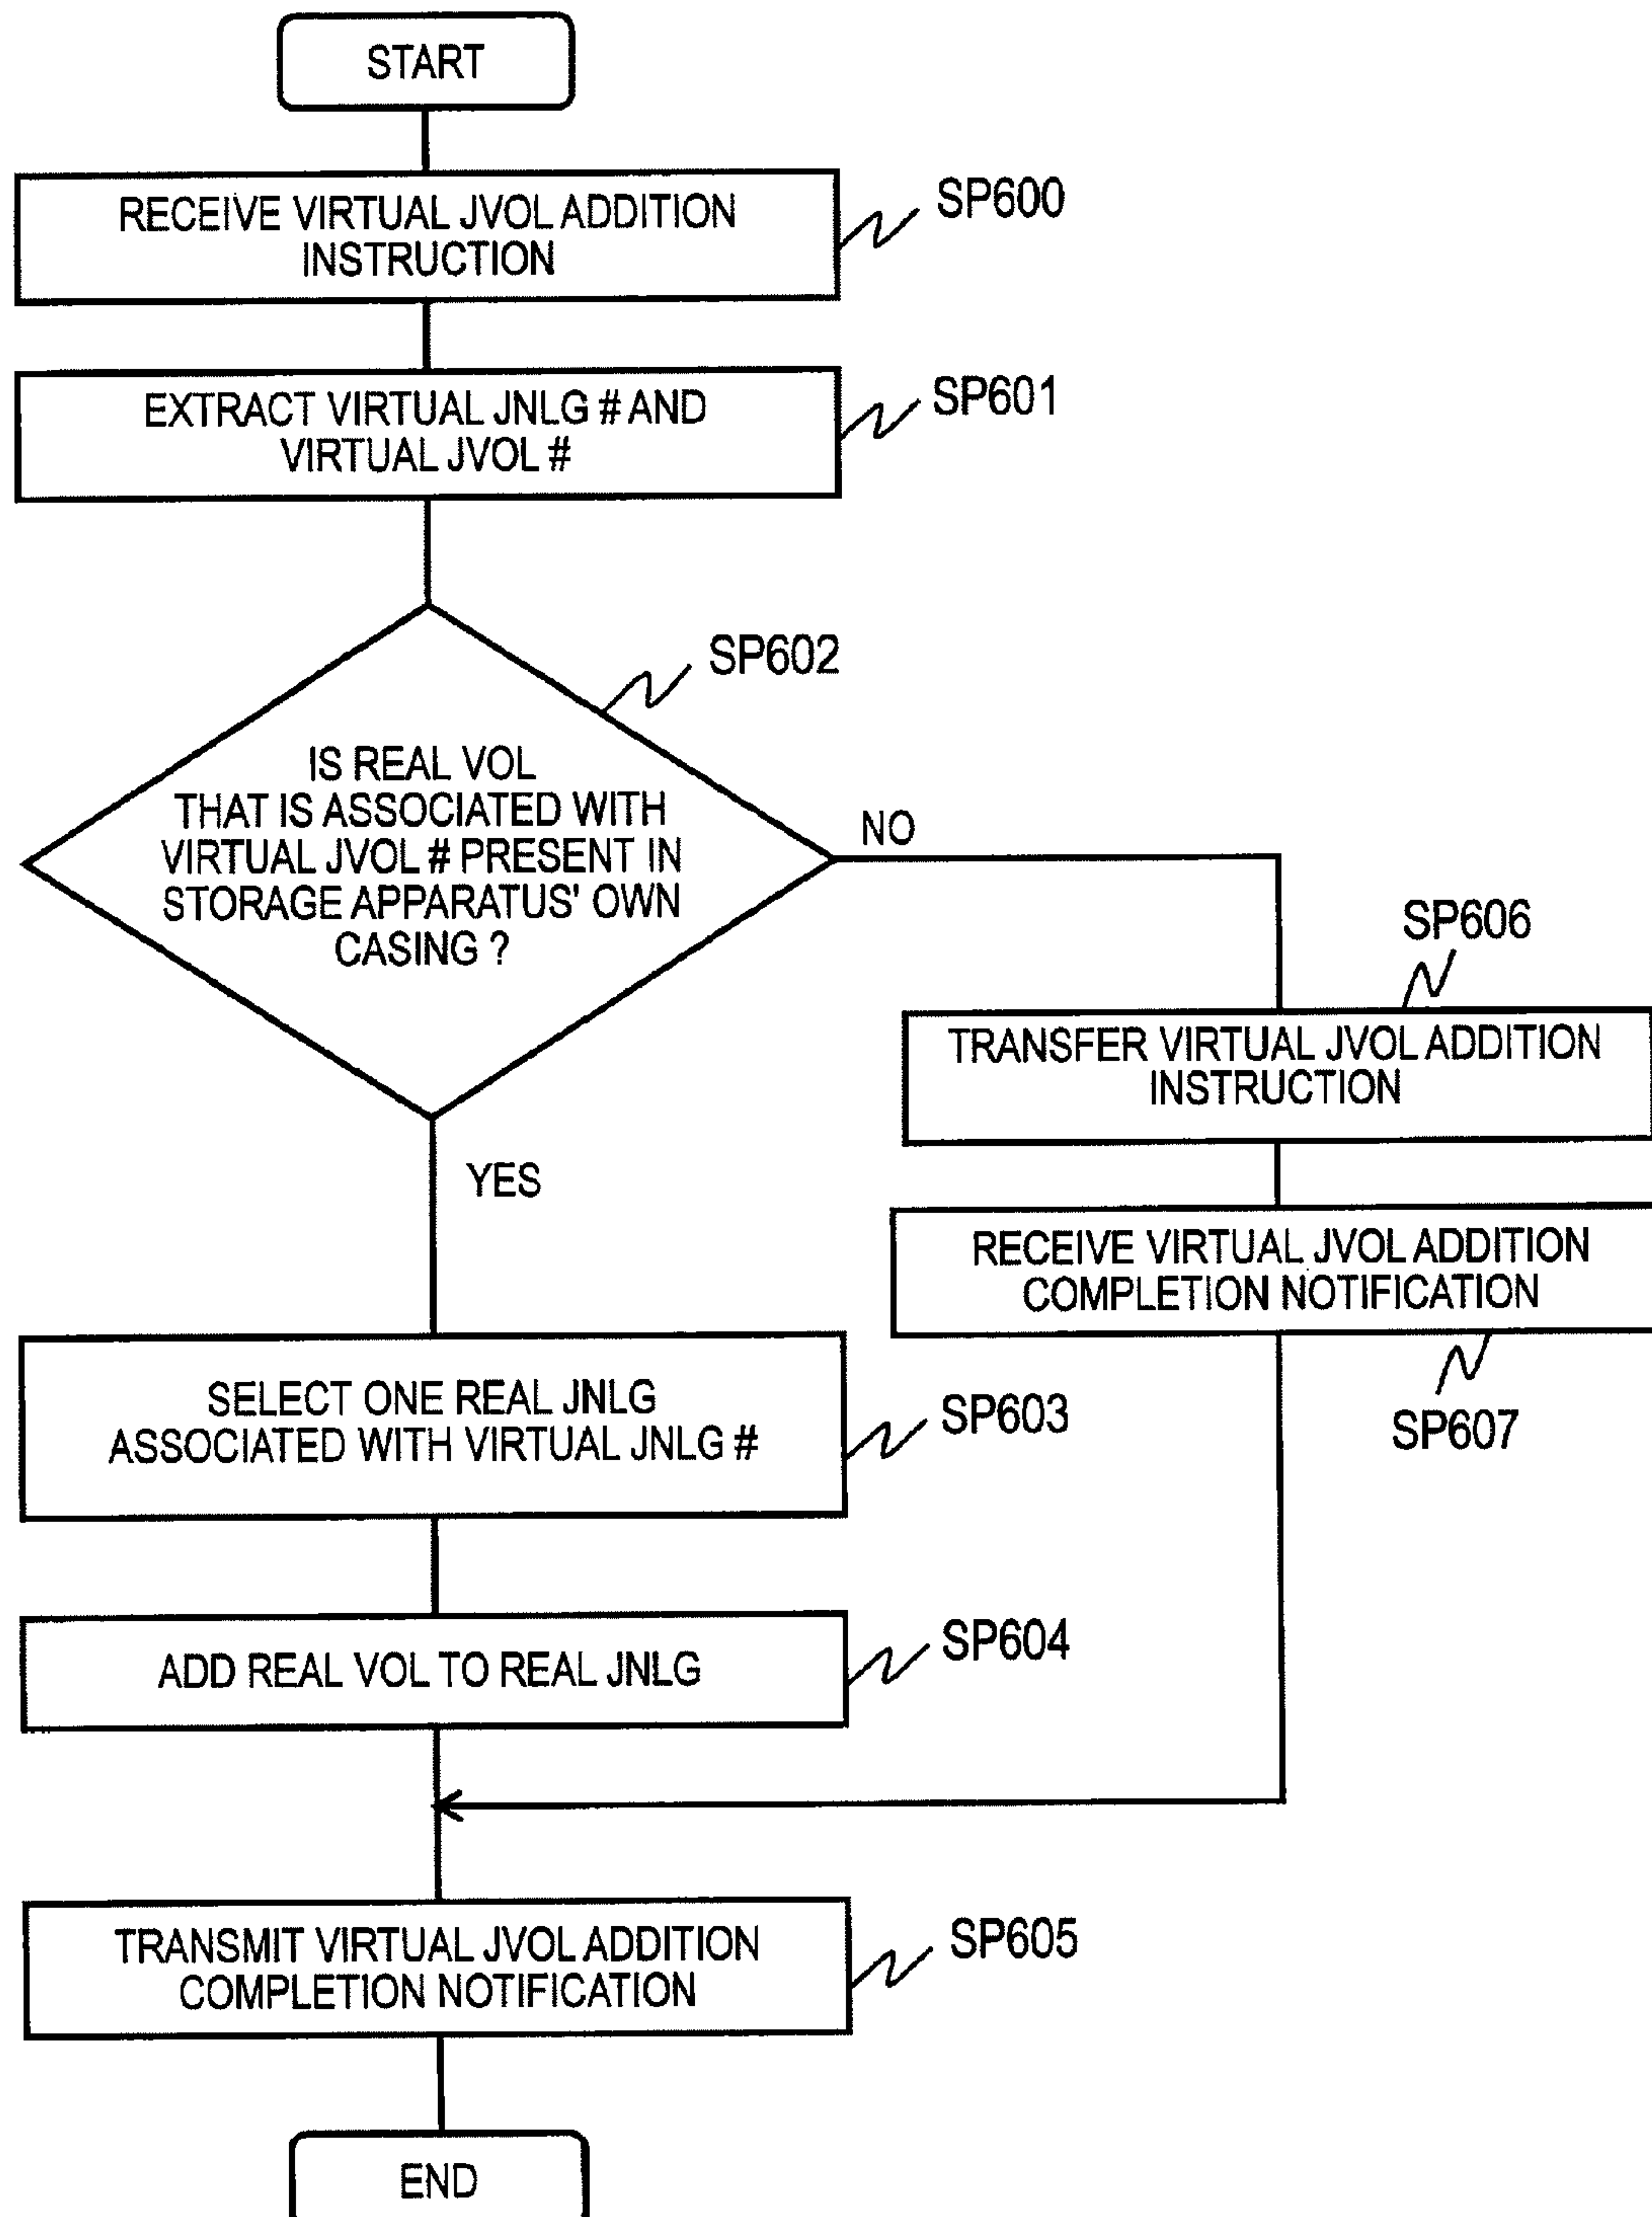 START
RECEIVE VIRTUAL JVOL ADDITION
INSTRUCTION
SP600
EXTRACT VIRTUAL JNLG # AND
VIRTUAL JVOL #
SP601
SP602
IS REAL VOL
THAT IS ASSOCIATED WITH
VIRTUAL JVOL # PRESENT IN
STORAGE APPARATUS' OWN
CASING ?
NO
SP606
TRANSFER VIRTUAL JVOL ADDITION
INSTRUCTION
YES
RECEIVE VIRTUAL JVOL ADDITION
COMPLETION NOTIFICATION
SP607
SELECT ONE REAL JNLG
ASSOCIATED WITH VIRTUAL JNLG #
SP603
ADD REAL VOL TO REAL JNLG
SP604
TRANSMIT VIRTUAL JVOL ADDITION
COMPLETION NOTIFICATION
SP605
END